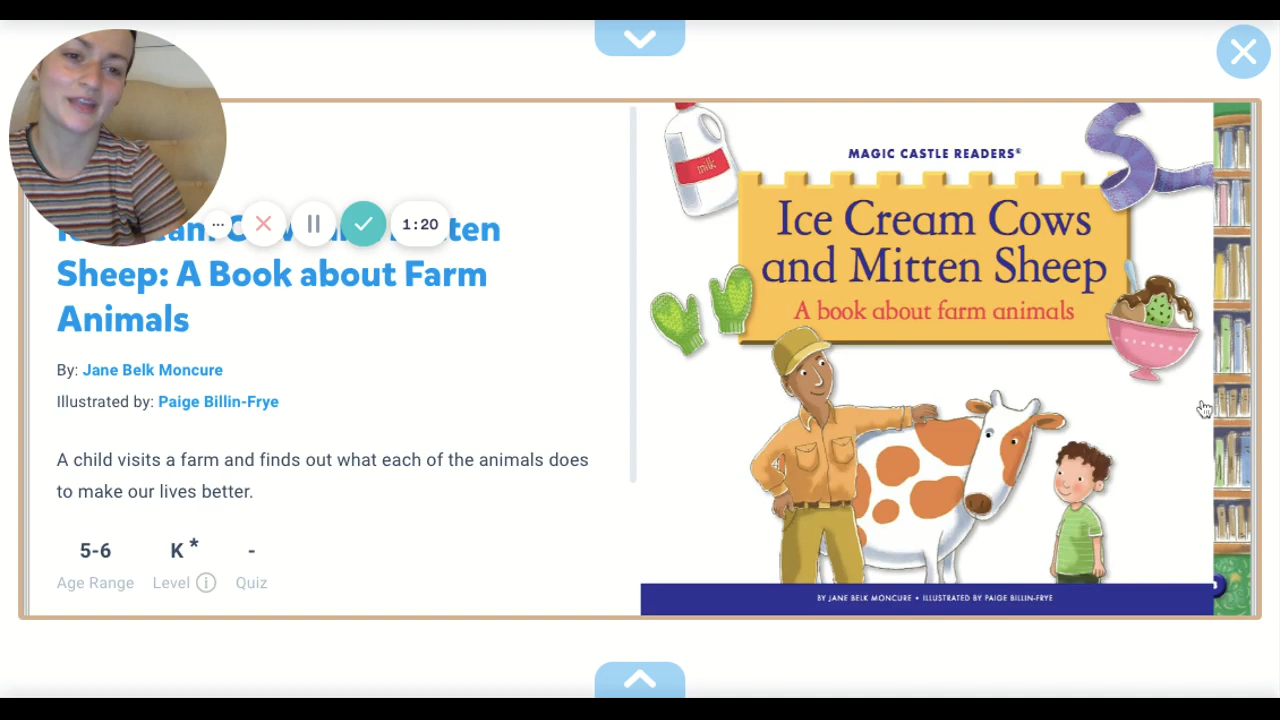 milk
MAGIC CASTLE READERS®
Ice Cream Cows
and Mitten Sheep
A book about farm animals
... 1:20
Sheep: A Book about Farm
Animals
By: Jane Belk Moncure
Illustrated by: Paige Billin-Frye
A child visits a farm and finds out what each of the animals does
to make our lives better.
5-6 K * -
Age Range Level i Quiz
BY JANE BELK MONCURE • ILLUSTRATED BY PAIGE BILLIN-FRYE